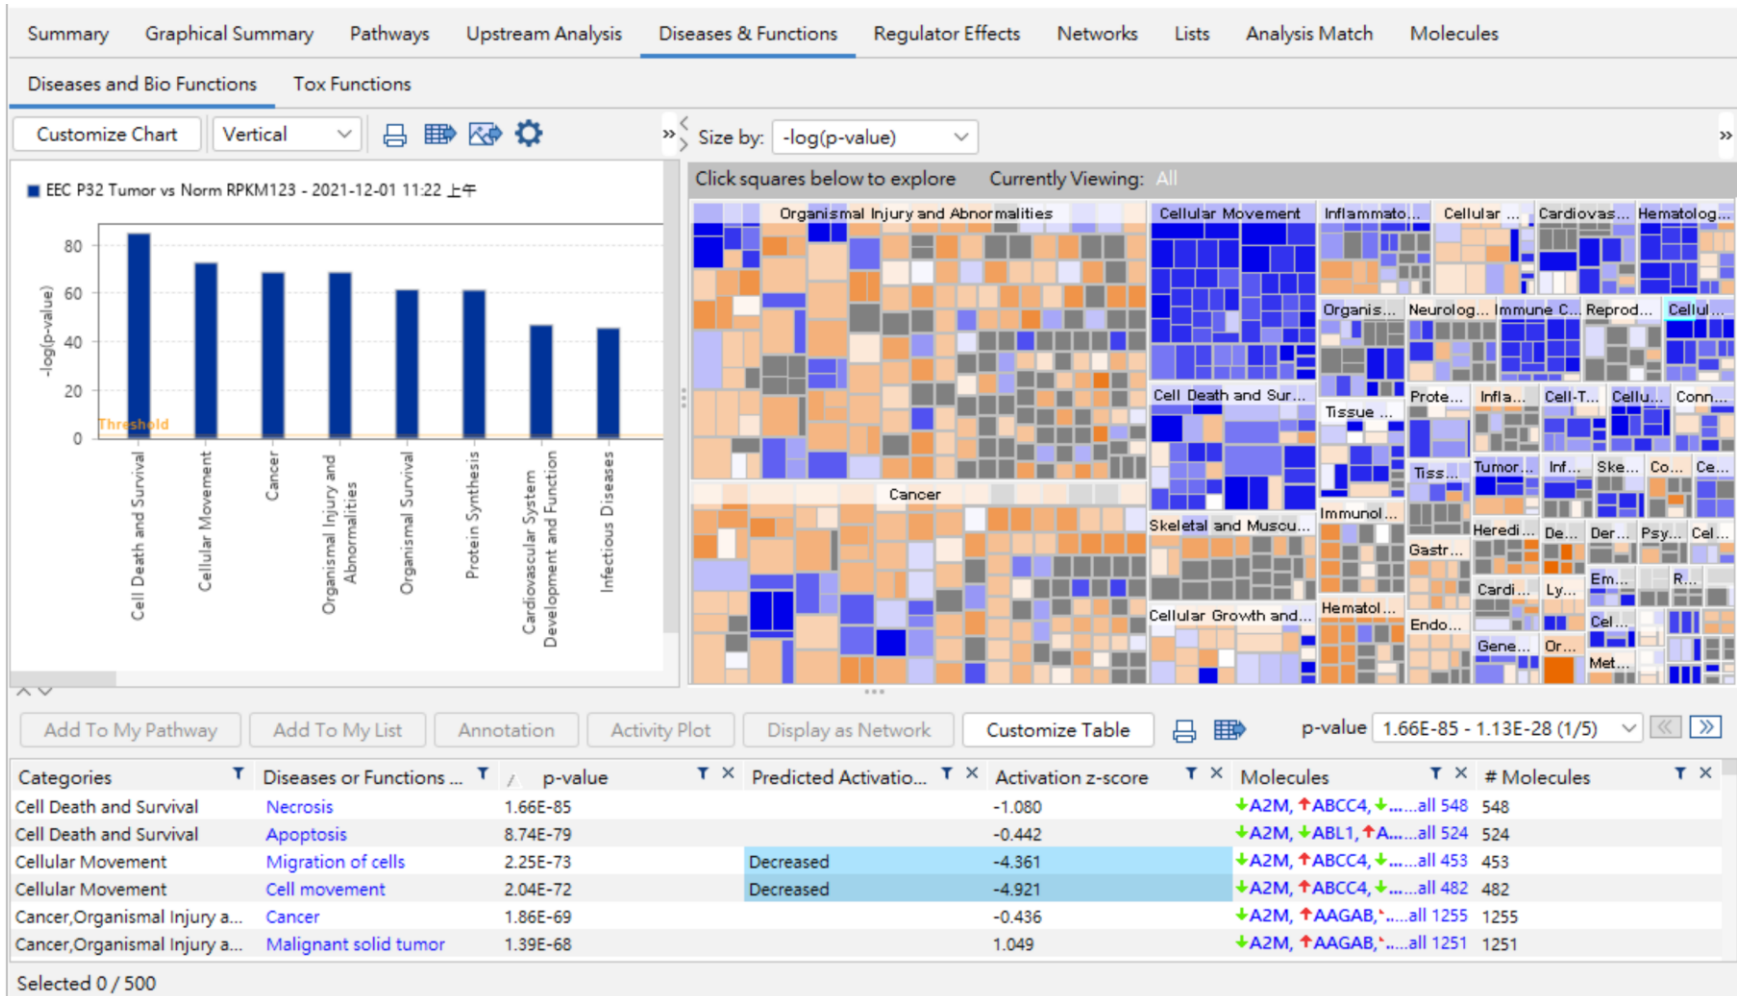 Summary Graphical Summary Pathways Upstream Analysis Diseases & Functions Regulator Effects Networks Lists Analysis Match Molecules
Diseases and Bio Functions Tox Functions
Customize Chart Vertical
EEC P32 Tumor vs Norm RPKM123 - 2021-12-01 11:22 上午
-log(p-value)
80
60
40
20
0
Threshold
Cell Death and Survival
Cellular Movement
Cancer
Organismal Injury and
Abnormalities
Organismal Survival
Protein Synthesis
Cardiovascular System
Development and Function
Infectious Diseases
Size by: -log(p-value)
Click squares below to explore Currently Viewing: All
Organismal Injury and Abnormalities Cellular Movement Inflammato... Cellular ... Cardiovas... Hematolog...
Organis... Neurolog... Immune C... Reprod... Cellul...
Cell Death and Sur... Tissue ... Prote... Infla... Cell-T... Cellu... Conn...
Cancer Tiss... Tumor... Inf... Ske... Co... Ce...
Skeletal and Muscu... Immunol... Gastr... Heredi... De... Der... Psy... Cel...
Cardi... Ly... Em... R...
Cellular Growth and... Hematol... Endo... Cel...
Gene... Or... Met...
Add To My Pathway Add To My List Annotation Activity Plot Display as Network Customize Table p-value 1.66E-85 - 1.13E-28 (1/5)
Categories Diseases or Functions ... p-value Predicted Activatio... Activation z-score Molecules # Molecules
Cell Death and Survival Necrosis 1.66E-85 -1.080 ↓A2M, ↑ABCC4, ↓......all 548 548
Cell Death and Survival Apoptosis 8.74E-79 -0.442 ↓A2M, ↓ABL1, ↑A......all 524 524
Cellular Movement Migration of cells 2.25E-73 Decreased -4.361 ↓A2M, ↑ABCC4, ↓......all 453 453
Cellular Movement Cell movement 2.04E-72 Decreased -4.921 ↓A2M, ↑ABCC4, ↓......all 482 482
Cancer,Organismal Injury a... Cancer 1.86E-69 -0.436 ↓A2M, ↑AAGAB, ......all 1255 1255
Cancer,Organismal Injury a... Malignant solid tumor 1.39E-68 1.049 ↓A2M, ↑AAGAB, ......all 1251 1251
Selected 0 / 500